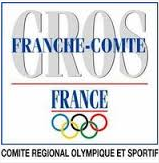 CROS
FRANCHE-COMTE
FRANCE
COMITE REGIONAL OLYMPIQUE ET SPORTIF